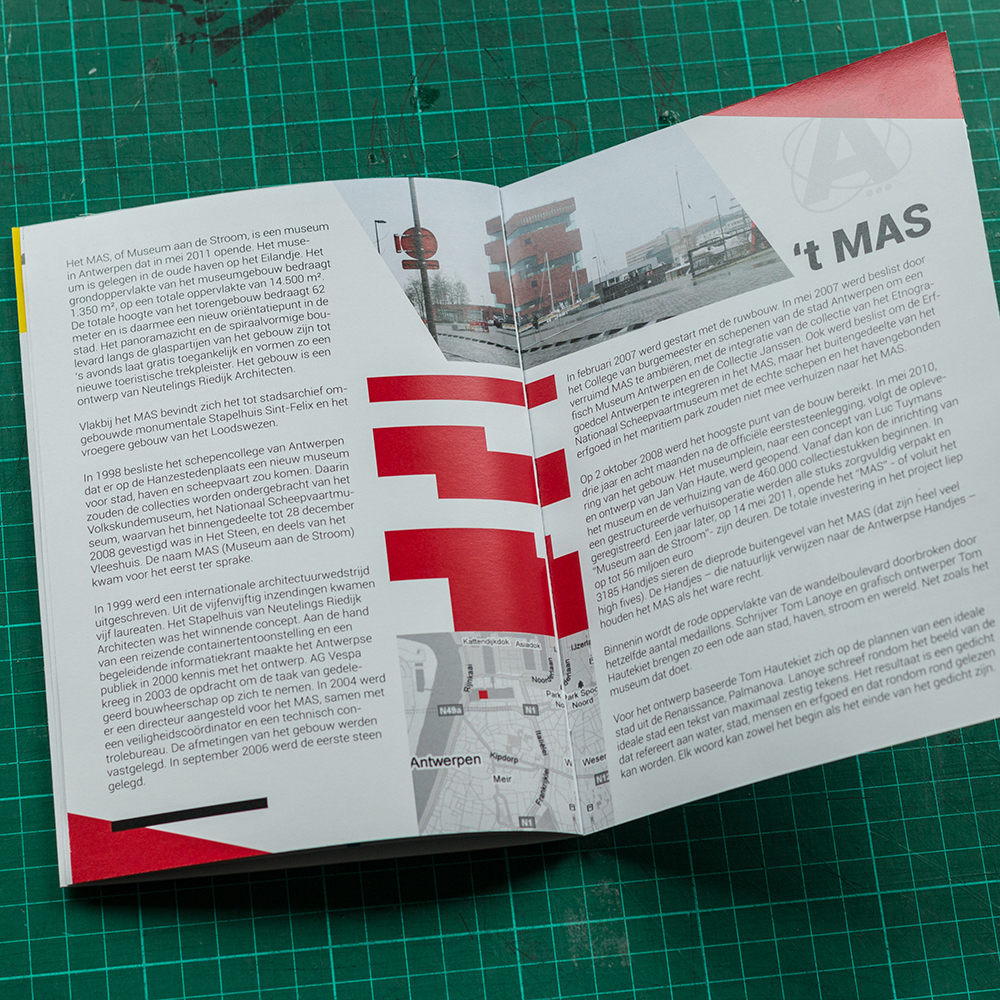 Het MAS, of Museum aan de Stroom, is een museum
in Antwerpen dat in mei 2011 opende. Het muse-
um is gelegen in de oude haven op het Eilandje. Het
grondoppervlakte van het museumgebouw bedraagt
1.350 m², op een totale oppervlakte van 14.500 m².
De totale hoogte van het torengebouw bedraagt 62
meter en is daarmee een nieuw oriëntatiepunt in de
stad. Het panoramazicht en de spiraalvormige bou-
levard langs de glaspartijen van het gebouw zijn tot
's avonds laat gratis toegankelijk en vormen zo een
nieuwe toeristische trekpleister. Het gebouw is een
ontwerp van Neutelings Riedijk Architecten.
Vlakbij het MAS bevindt zich het tot stadsarchief om-
gebouwde monumentale Stapelhuis Sint-Felix en het
vroegere gebouw van het Loodswezen.
In 1998 besliste het schepencollege van Antwerpen
dat er op de Hanzestedenplaats een nieuw museum
voor stad, haven en scheepvaart zou komen. Daarin
zouden de collecties worden ondergebracht van het
Volkskundemuseum, het Nationaal Scheepvaartmu-
seum, waarvan het binnengedeelte tot 28 december
2008 gevestigd was in Het Steen, en deels van het
Vleeshuis. De naam MAS (Museum aan de Stroom)
kwam voor het eerst ter sprake.
In 1999 werd een internationale architectuurwedstrijd
uitgeschreven. Uit de vijfenvijftig inzendingen kwamen
vijf laureaten. Het Stapelhuis van Neutelings Riedijk
Architecten was het winnende concept. Aan de hand
van een reizende containertoonstelling en een
begeleidende informatiekrant maakte het Antwerpse
publiek in 2000 kennis met het ontwerp. AG Vespa
kreeg in 2003 de opdracht om de taak van gedele-
geerd bouwheerschap op zich te nemen. In 2004 werd
er een directeur aangesteld voor het MAS, samen met
een veiligheidscoördinator en een technisch con-
trolebureau. De afmetingen van het gebouw werden
vastgelegd. In september 2006 werd de eerste steen
gelegd.
Kattendijkdok
Asiadok
IJzerla
Rijnkaai
Noord
Park Spoor
Noord
N49a
N1
Antwerpen
Kipdorp
Meir
Italiëlei
Frankrijklei
N1
Weser
N12
A
't MAS
In februari 2007 werd gestart met de ruwbouw. In mei 2007 werd beslist door
het College van burgemeester en schepenen van de stad Antwerpen om een
verruimd MAS te ambiëren, met de integratie van de collectie van het Etnogra-
fisch Museum Antwerpen en de Collectie Janssen. Ook werd beslist om de Erf-
goedcel Antwerpen te integreren in het MAS, maar het buitengedeelte van het
Nationaal Scheepvaartmuseum met de echte schepen en het havengebonden
erfgoed in het maritiem park zouden niet mee verhuizen naar het MAS.
Op 2 oktober 2008 werd het hoogste punt van de bouw bereikt. In mei 2010,
drie jaar en acht maanden na de officiële eerstesteenlegging, volgt de opleve-
ring van het gebouw. Het museumplein, naar een concept van Luc Tuymans
en ontwerp van Jan Van Haute, werd geopend. Vanaf dan kon de inrichting van
het museum en de verhuizing van de 460.000 collectiestukken beginnen. In
een gestructureerde verhuisoperatie werden alle stuks zorgvuldig verpakt en
geregistreerd. Een jaar later, op 14 mei 2011, opende het "MAS" - of voluit het
"Museum aan de Stroom"- zijn deuren. De totale investering in het project liep
op tot 56 miljoen euro
3185 Handjes sieren de dieprode buitengevel van het MAS (dat zijn heel veel
high fives). De Handjes – die natuurlijk verwijzen naar de Antwerpse Handjes –
houden het MAS als het ware recht.
Binnenin wordt de rode oppervlakte van de wandelboulevard doorbroken door
hetzelfde aantal medaillons. Schrijver Tom Lanoye en grafisch ontwerper Tom
Hautekiet brengen zo een ode aan stad, haven, stroom en wereld. Net zoals het
museum dat doet.
Voor het ontwerp baseerde Tom Hautekiet zich op de plannen van een ideale
stad uit de Renaissance, Palmanova. Lanoye schreef rondom het beeld van de
ideale stad een tekst van maximaal zestig tekens. Het resultaat is een gedicht
dat refereert aan water, stad, mensen en erfgoed en dat rondom rond gelezen
kan worden. Elk woord kan zowel het begin als het einde van het gedicht zijn.